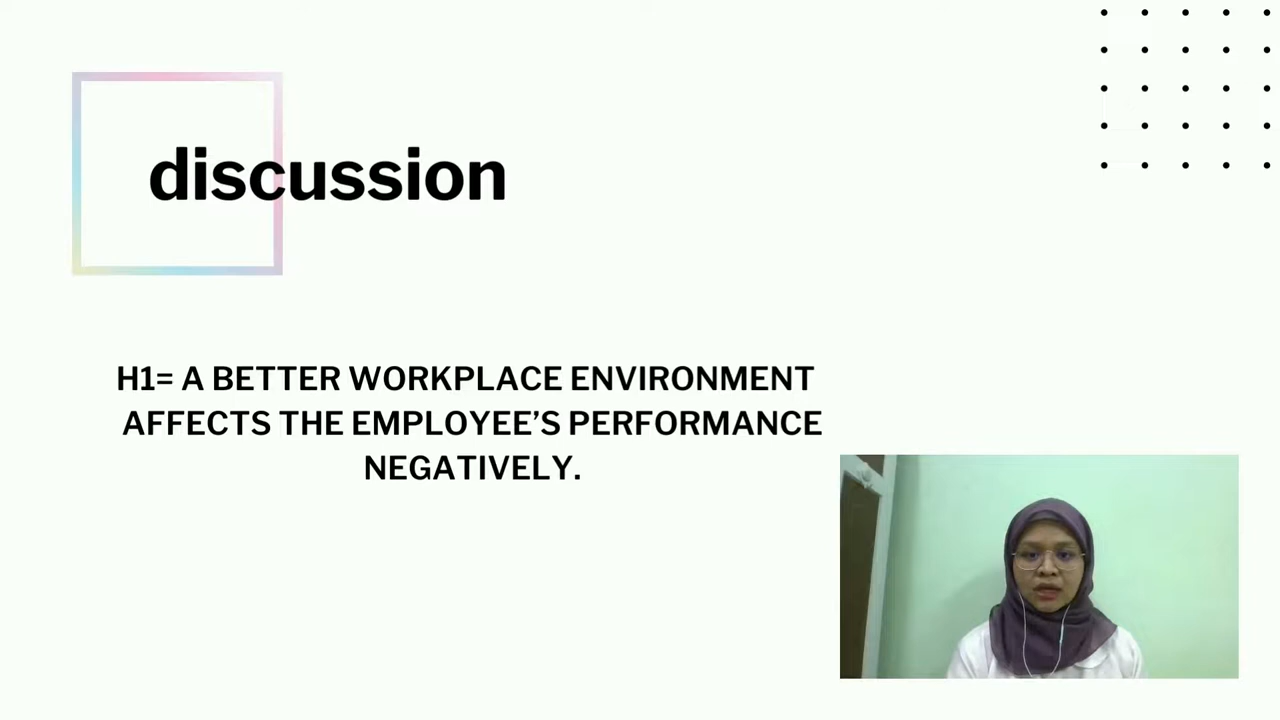 discussion
H1= A BETTER WORKPLACE ENVIRONMENT
AFFECTS THE EMPLOYEE’S PERFORMANCE
NEGATIVELY.